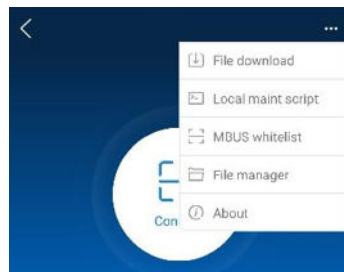 File download
Local maint script
MBUS whitelist
File manager
About
Con